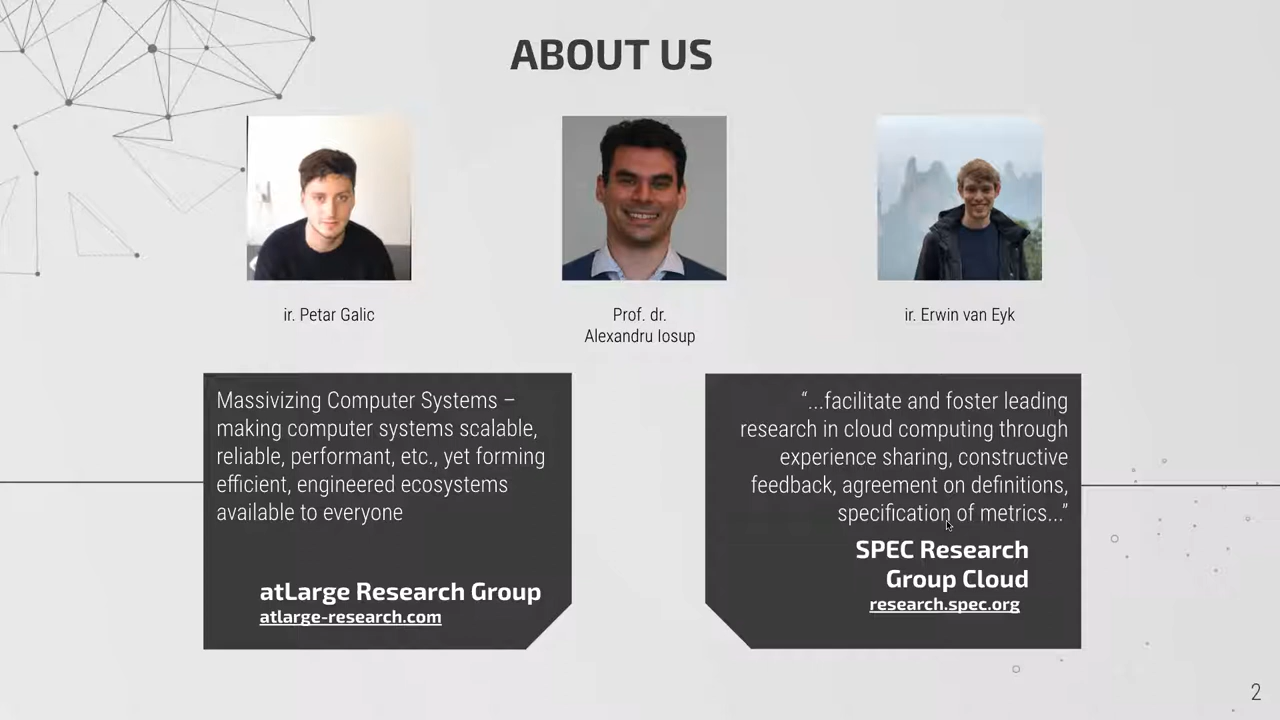 ABOUT US
ir. Petar Galic
Prof. dr.
Alexandru Iosup
ir. Erwin van Eyk
Massivizing Computer Systems –
making computer systems scalable,
reliable, performant, etc., yet forming
efficient, engineered ecosystems
available to everyone
atLarge Research Group
atlarge-research.com
“...facilitate and foster leading
research in cloud computing through
experience sharing, constructive
feedback, agreement on definitions,
specification of metrics...”
SPEC Research
Group Cloud
research.spec.org
2